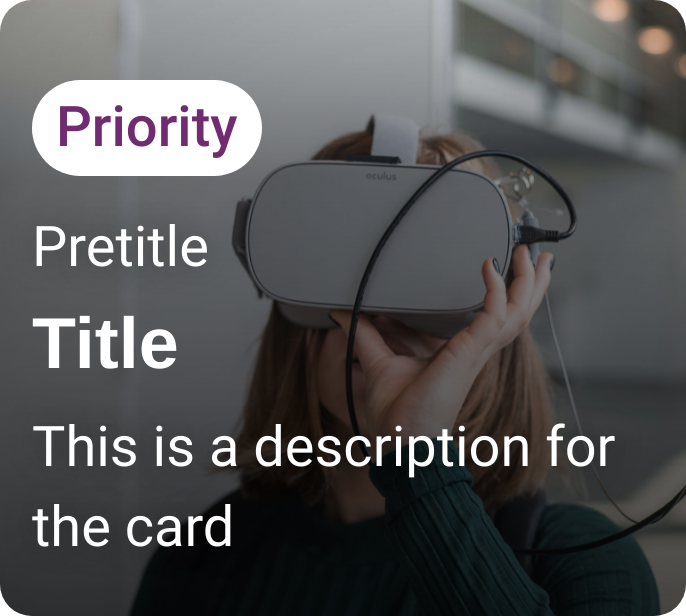 Priority
oculus
Pretitle
Title
This is a description for
the card